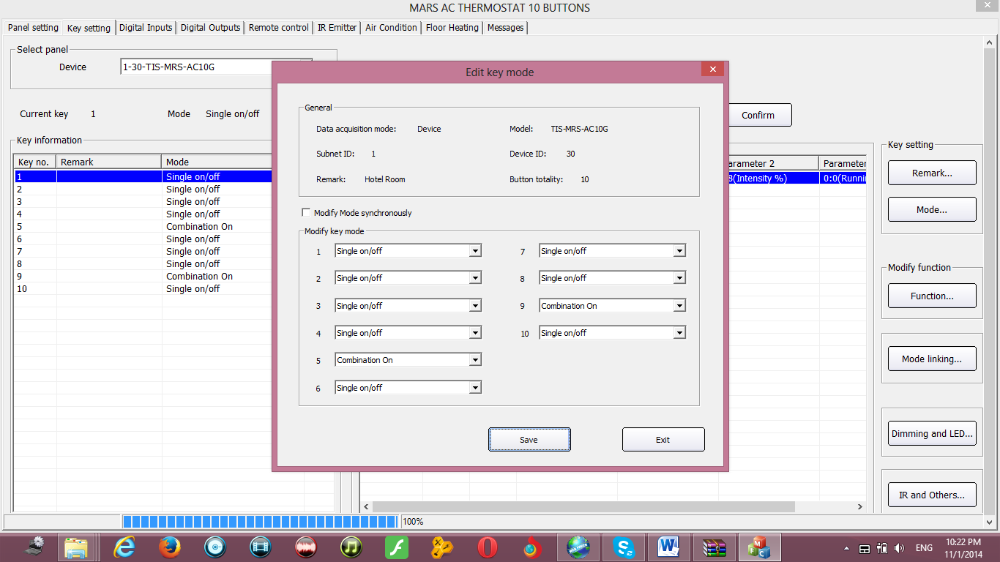 MARS AC THERMOSTAT 10 BUTTONS
Panel setting Key setting Digital Inputs Digital Outputs Remote control IR Emitter Air Condition Floor Heating Messages
Select panel
Device 1-30-TIS-MRS-AC10G
Current key 1 Mode Single on/off
Confirm
Key information
Key no. Remark Mode
1 Single on/off
2 Single on/off
3 Single on/off
4 Single on/off
5 Combination On
6 Single on/off
7 Single on/off
8 Single on/off
9 Combination On
10 Single on/off
Edit key mode
General
Data acquisition mode: Device Model: TIS-MRS-AC10G
Subnet ID: 1 Device ID: 30
Remark: Hotel Room Button totality: 10
Modify Mode synchronously
Modify key mode
1 Single on/off 7 Single on/off
2 Single on/off 8 Single on/off
3 Single on/off 9 Combination On
4 Single on/off 10 Single on/off
5 Combination On
6 Single on/off
Save Exit
arameter 2 Parameter
8(Intensity %) 0:0(Runni
Key setting
Remark...
Mode...
Modify function
Function...
Mode linking...
Dimming and LED...
IR and Others...
100%
ENG 10:22 PM
11/1/2014